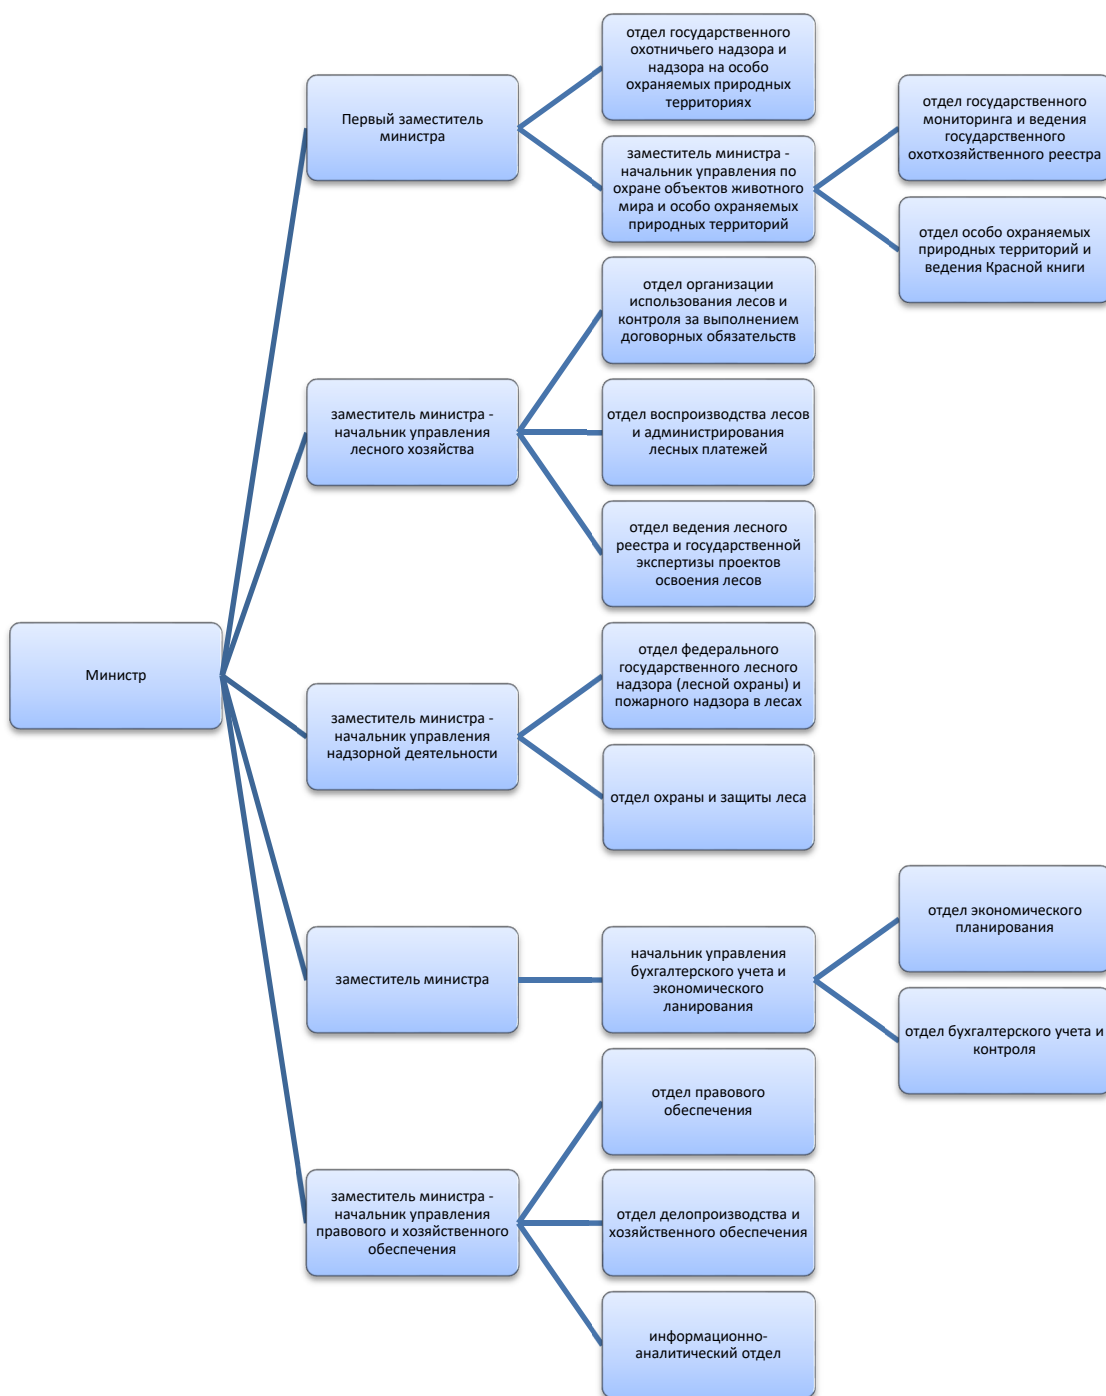 Министр
Первый заместитель
министра
отдел государственного
охотничьего надзора и
надзора на особо
охраняемых природных
территориях
заместитель министра -
начальник управления по
охране объектов животного
мира и особо охраняемых
природных территорий
отдел государственного
мониторинга и ведения
государственного
охотхозяйственного реестра
отдел особо охраняемых
природных территорий и
ведения Красной книги
заместитель министра -
начальник управления
лесного хозяйства
отдел организации
использования лесов и
контроля за выполнением
договорных обязательств
отдел воспроизводства лесов
и администрирования
лесных платежей
отдел ведения лесного
реестра и государственной
экспертизы проектов
освоения лесов
заместитель министра -
начальник управления
надзорной деятельности
отдел федерального
государственного лесного
надзора (лесной охраны) и
пожарного надзора в лесах
отдел охраны и защиты леса
заместитель министра
начальник управления
бухгалтерского учета и
экономического
ланирования
отдел экономического
планирования
отдел бухгалтерского учета и
контроля
заместитель министра -
начальник управления
правового и хозяйственного
обеспечения
отдел правового
обеспечения
отдел делопроизводства и
хозяйственного обеспечения
информационно-
аналитический отдел